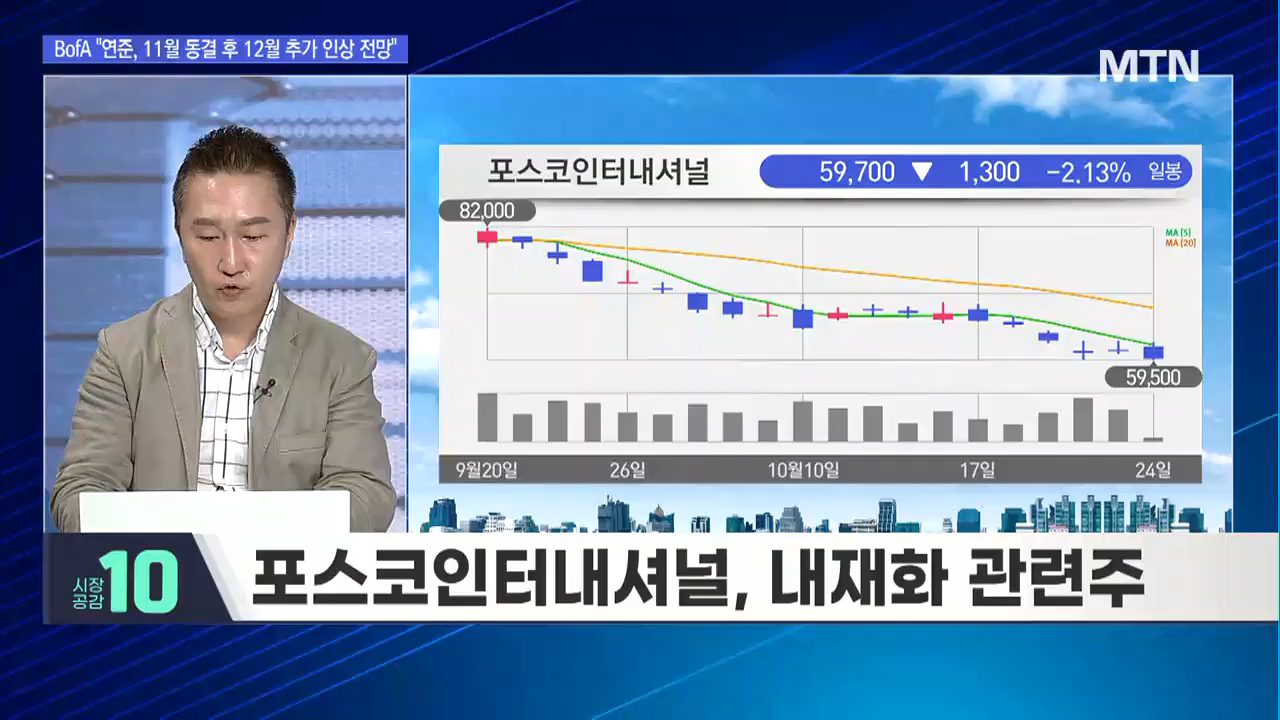 BofA "연준, 11월 동결 후 12월 추가 인상 전망"
MTN
포스코인터내셔널
59,700 ▼ 1,300 -2.13% 일봉
82,000
MA [5]
MA [20]
59,500
9월20일 26일 10월10일 17일 24일
시장공감 10
포스코인터내셔널, 내재화 관련주